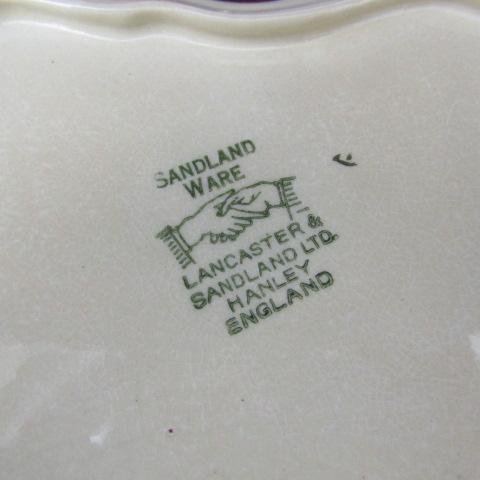 SANDLAND
WARE
LANCASTER &
SANDLAND LTD.
HANLEY
ENGLAND